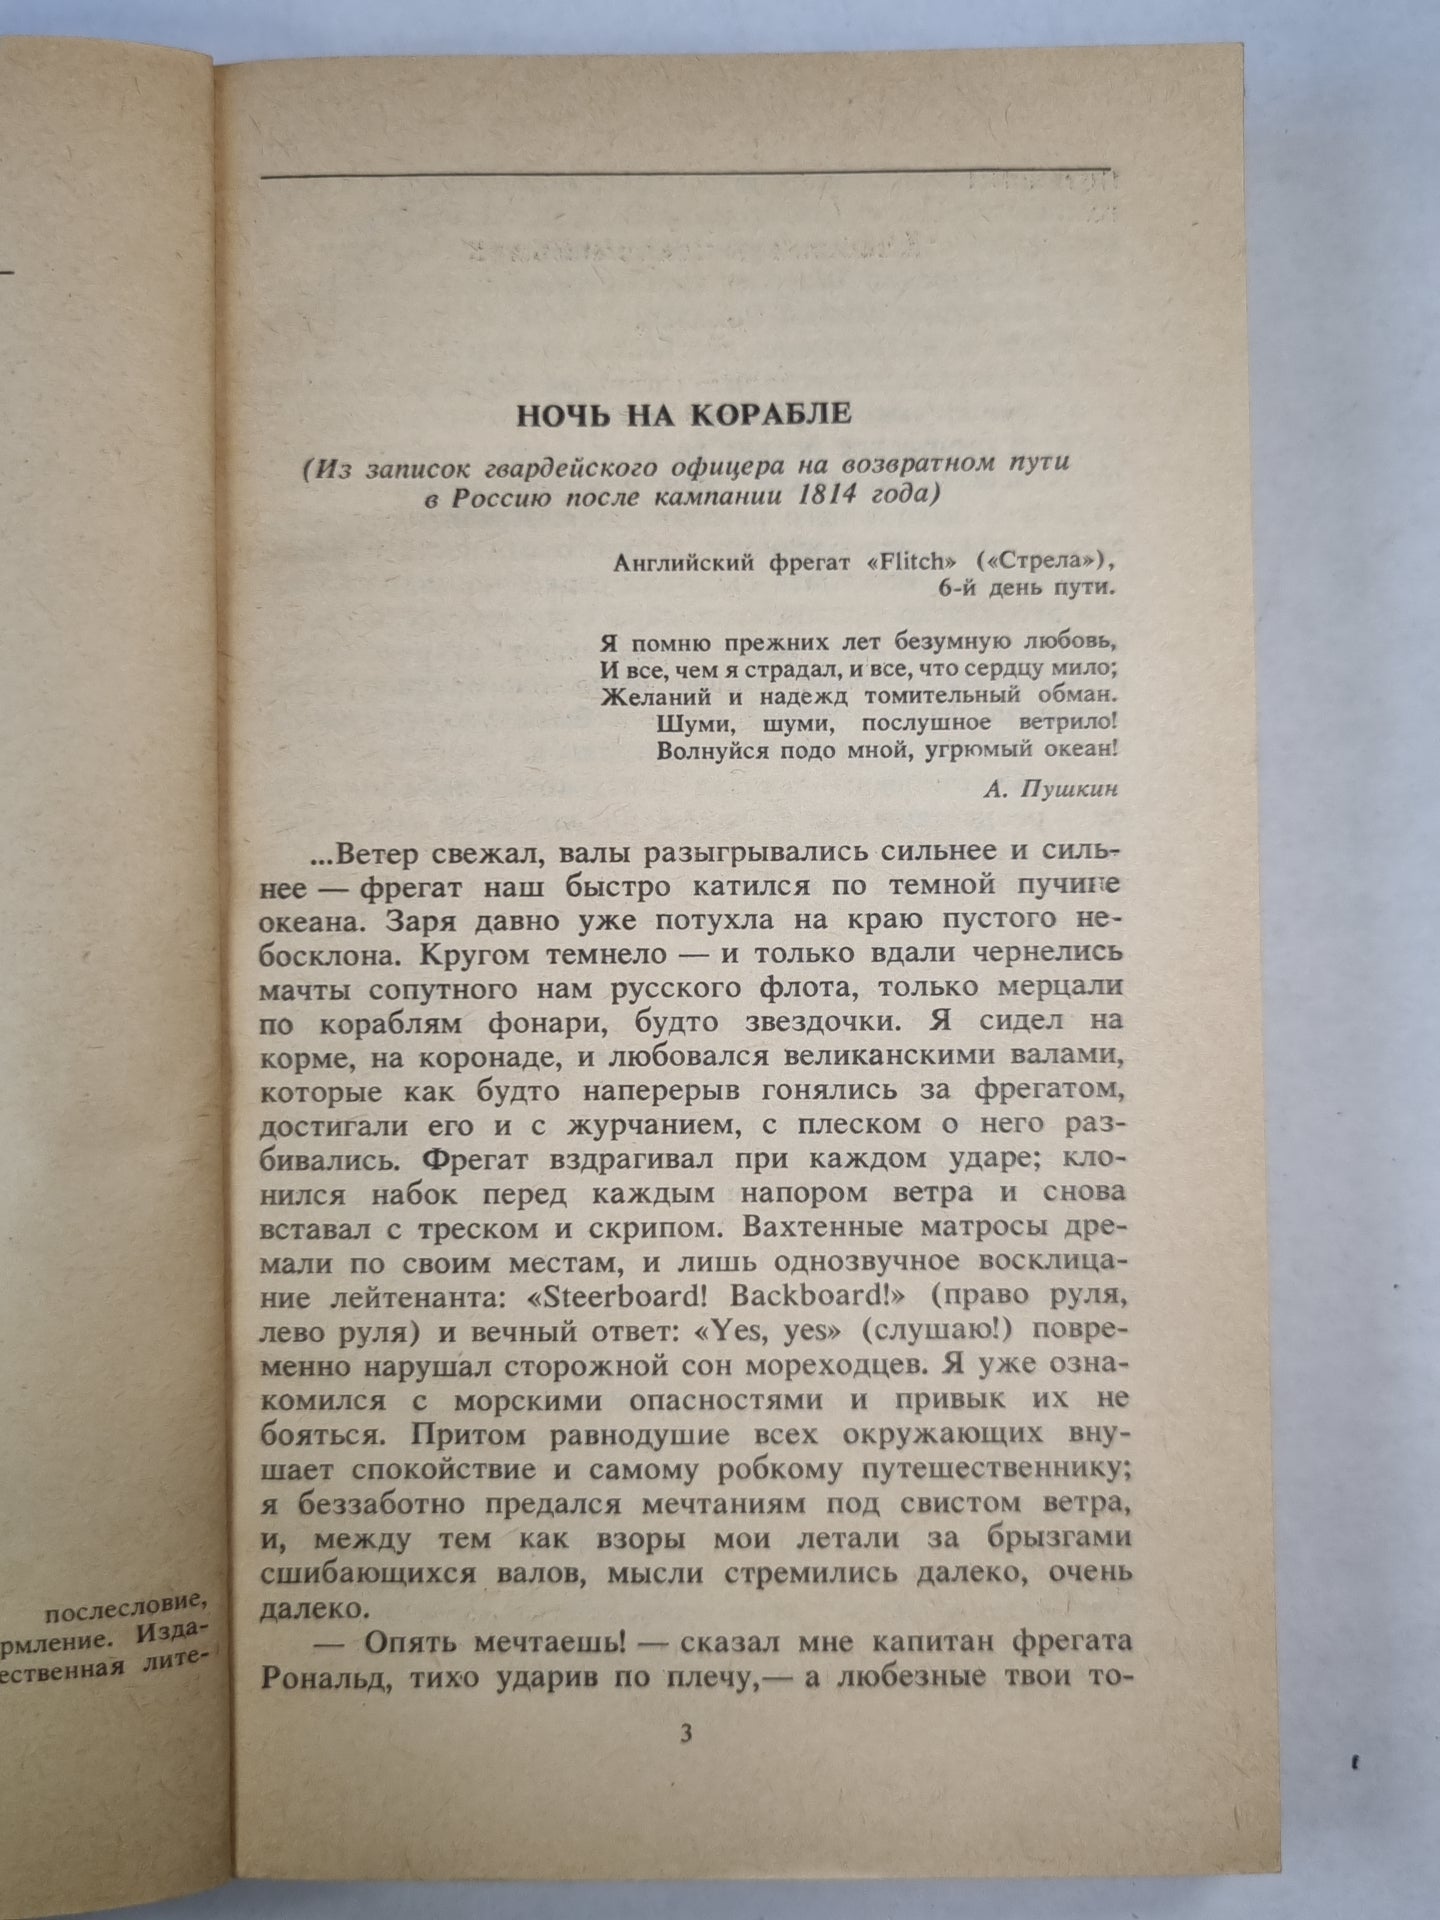 НОЧЬ НА КОРАБЛЕ
(Из записок гвардейского офицера на возвратном пути
в Россию после кампании 1814 года)
Английский фрегат «Flitch» («Стрела»),
6-й день пути.
Я помню прежних лет безумную любовь,
И все, чем я страдал, и все, что сердцу мило;
Желаний и надежд томительный обман.
Шуми, шуми, послушное ветрило!
Волнуйся подо мной, угрюмый океан!
А. Пушкин
...Ветер свежал, валы разыгрывались сильнее и силь-
нее — фрегат наш быстро катился по темной пучине
океана. Заря давно уже потухла на краю пустого не-
босклона. Кругом темнело — и только вдали чернелись
мачты сопутного нам русского флота, только мерцали
по кораблям фонари, будто звездочки. Я сидел на
корме, на коронаде, и любовался великанскими валами,
которые как будто наперерыв гонялись за фрегатом,
достигали его и с журчанием, с плеском о него раз-
бивались. Фрегат вздрагивал при каждом ударе; кло-
нился набок перед каждым напором ветра и снова
вставал с треском и скрипом. Вахтенные матросы дре-
мали по своим местам, и лишь однозвучное восклица-
ние лейтенанта: «Steerboard! Backboard!» (право руля,
лево руля) и вечный ответ: «Yes, yes» (слушаю!) повре-
менно нарушал сторожной сон мореходцев. Я уже озна-
комился с морскими опасностями и привык их не
бояться. Притом равнодушие всех окружающих вну-
шает спокойствие и самому робкому путешественнику;
я беззаботно предался мечтаниям под свистом ветра,
и, между тем как взоры мои летали за брызгами
сшибающихся валов, мысли стремились далеко, очень
далеко.
— Опять мечтаешь! — сказал мне капитан фрегата
Рональд, тихо ударив по плечу,— а любезные твои то-
3
послесловие,
рмление. Изда-
ественная лите-